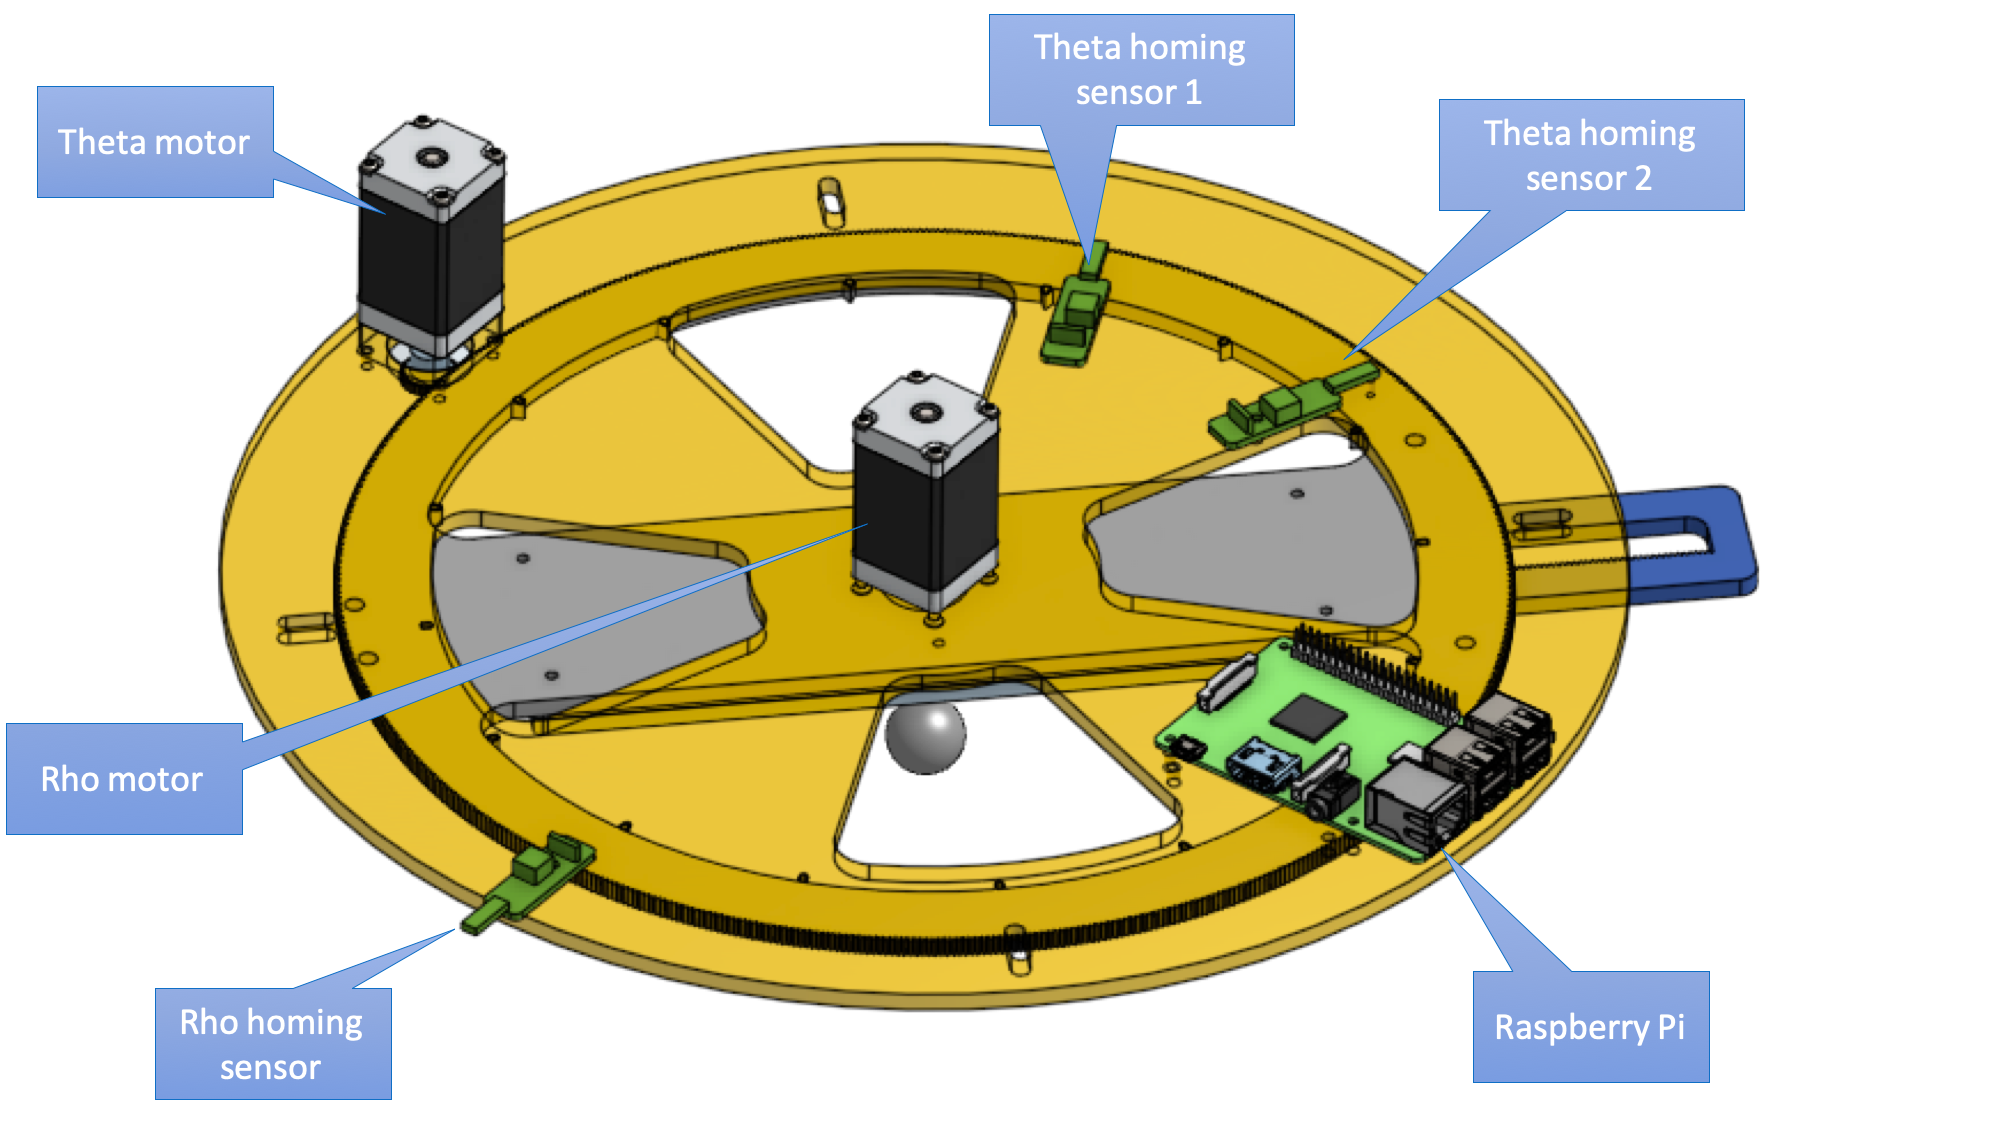 Theta homing
sensor 1
Theta motor
Theta homing
sensor 2
Rho motor
Rho homing
sensor
Raspberry Pi